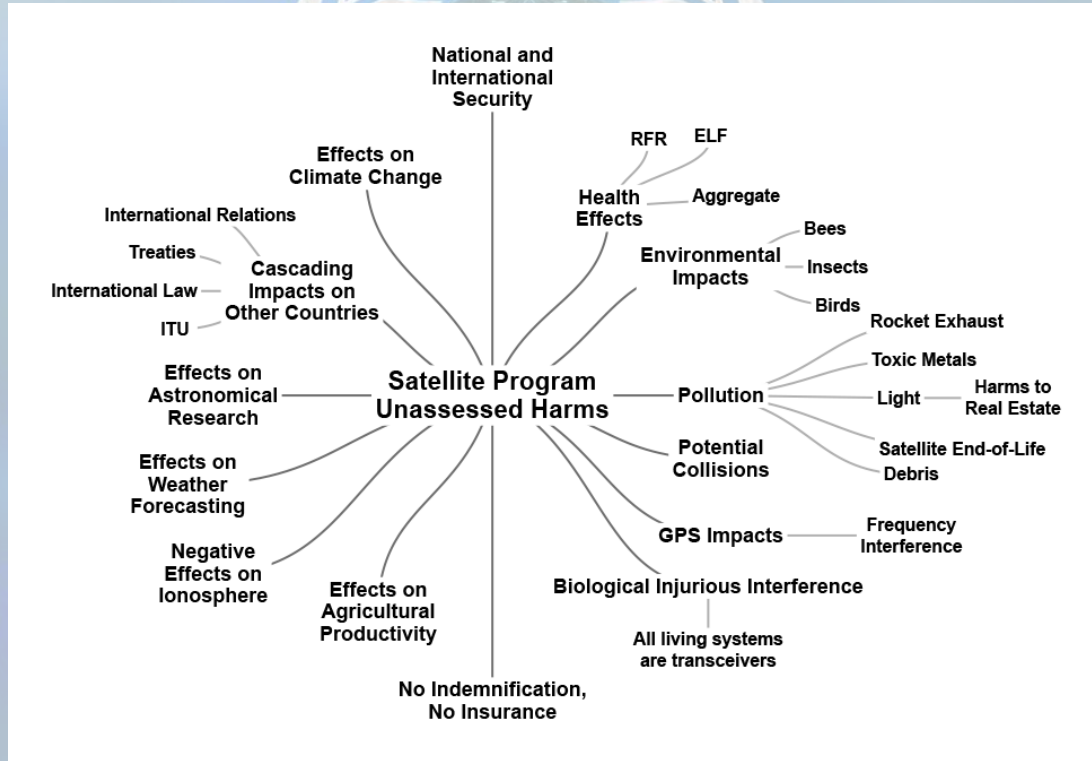 National and
International
Security
Effects on
Climate Change
International Relations
Treaties
International Law
ITU
Cascading
Impacts on
Other Countries
Effects on
Astronomical
Research
Effects on
Weather
Forecasting
Negative
Effects on
Ionosphere
Effects on
Agricultural
Productivity
No Indemnification,
No Insurance
Satellite Program
Unassessed Harms
RFR
ELF
Health
Effects
Aggregate
Environmental
Impacts
Bees
Insects
Birds
Pollution
Rocket Exhaust
Toxic Metals
Light
Harms to
Real Estate
Satellite End-of-Life
Debris
Potential
Collisions
GPS Impacts
Frequency
Interference
Biological Injurious Interference
All living systems
are transceivers